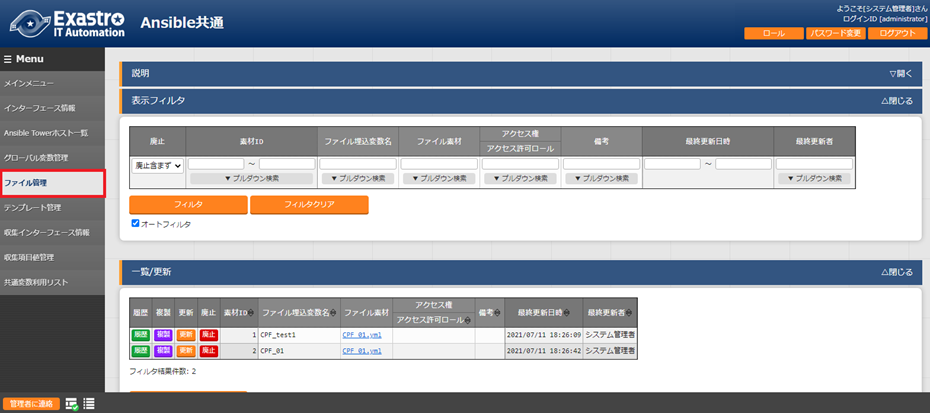 Exastro
IT Automation
Ansible共通
ようこそ[システム管理者]さん
ログインID [administrator]
ロール パスワード変更 ログアウト
Menu
メインメニュー
インターフェース情報
Ansible Towerホスト一覧
グローバル変数管理
ファイル管理
テンプレート管理
収集インターフェース情報
収集項目値管理
共通変数利用リスト
説明 ▽開く
表示フィルタ △閉じる
廃止 素材ID ファイル埋込変数名 ファイル素材 アクセス権 備考 最終更新日時 最終更新者
アクセス許可ロール
廃止含まず ～ ～
▼プルダウン検索 ▼プルダウン検索 ▼プルダウン検索 ▼プルダウン検索 ▼プルダウン検索 ▼プルダウン検索
フィルタ フィルタクリア
オートフィルタ
一覧/更新 △閉じる
履歴 複製 更新 廃止 素材ID ファイル埋込変数名 ファイル素材 アクセス権 備考 最終更新日時 最終更新者
アクセス許可ロール
履歴 複製 更新 廃止 1 CPF_test1 CPF_01.yml 2021/07/11 18:26:09 システム管理者
履歴 複製 更新 廃止 2 CPF_01 CPF_01.yml 2021/07/11 18:26:42 システム管理者
フィルタ結果件数: 2
管理者に連絡